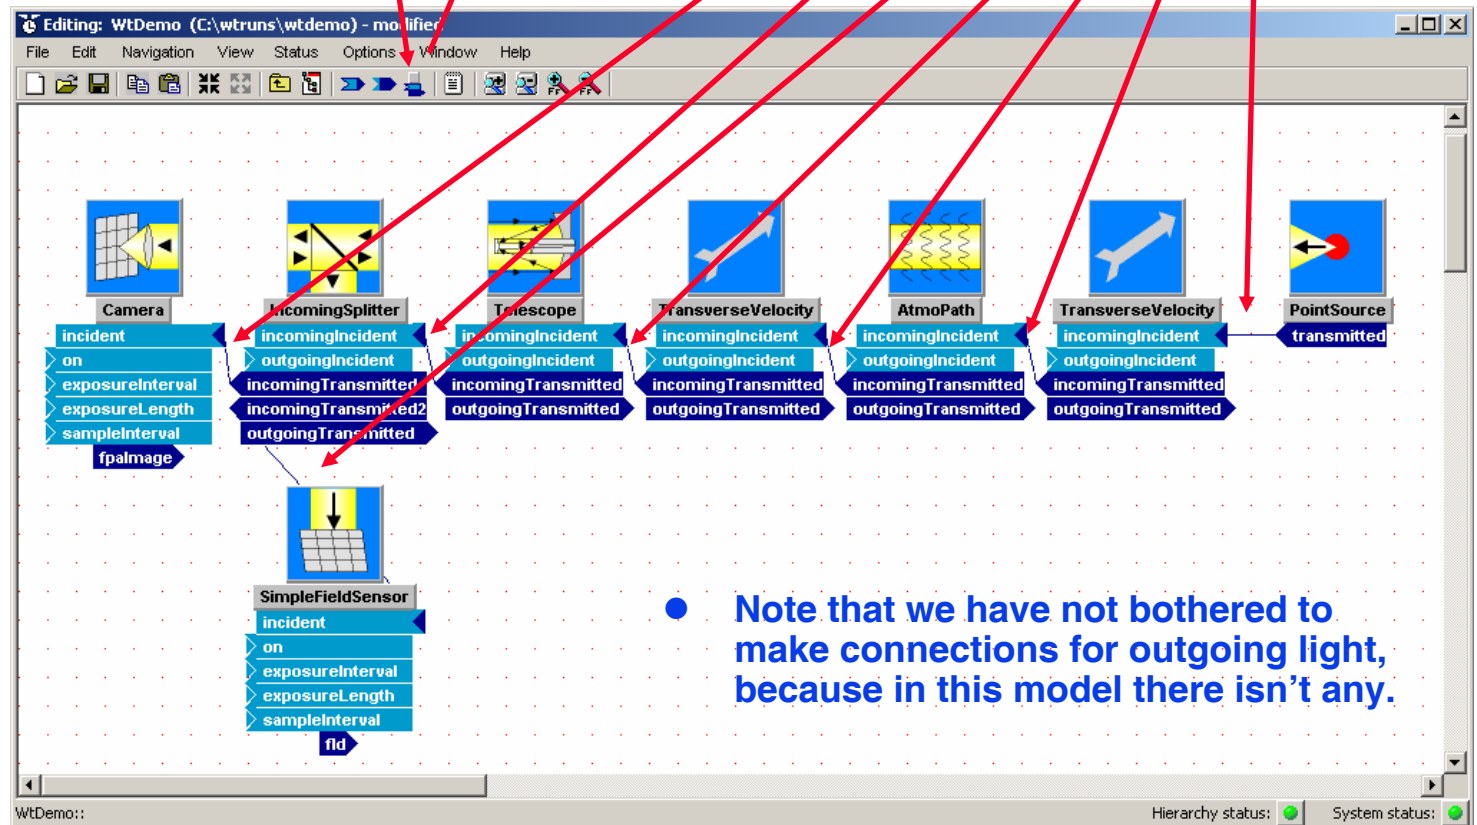 Editing: WtDemo (C:\wtruns\wtdemo) - modified
File Edit Navigation View Status Options Window Help
FF FF
Camera
incident
on
exposureInterval
exposureLength
sampleInterval
fpaImage
IncomingSplitter
incomingIncident
outgoingIncident
incomingTransmitted
incomingTransmitted2
outgoingTransmitted
Telescope
incomingIncident
outgoingIncident
incomingTransmitted
outgoingTransmitted
TransverseVelocity
incomingIncident
outgoingIncident
incomingTransmitted
outgoingTransmitted
AtmoPath
incomingIncident
outgoingIncident
incomingTransmitted
outgoingTransmitted
TransverseVelocity
incomingIncident
outgoingIncident
incomingTransmitted
outgoingTransmitted
PointSource
transmitted
SimpleFieldSensor
incident
on
exposureInterval
exposureLength
sampleInterval
fld
• Note that we have not bothered to
make connections for outgoing light,
because in this model there isn't any.
WtDemo:: Hierarchy status: System status: